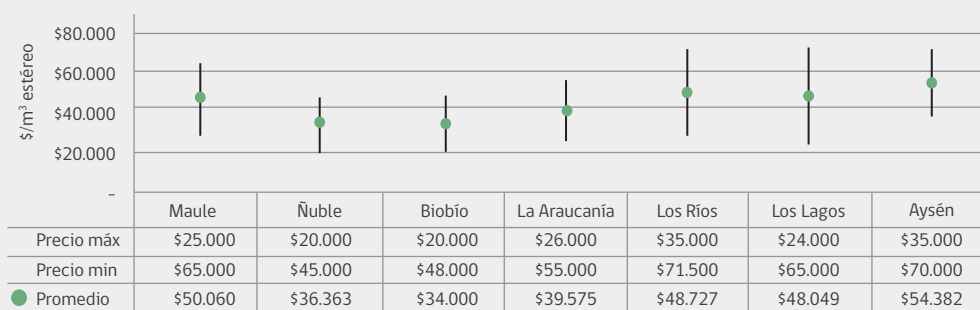 $80.000
$60.000
$40.000
$20.000
–
$/m³ estéreo
Maule Ñuble Biobío La Araucanía Los Ríos Los Lagos Aysén
Precio máx $25.000 $20.000 $20.000 $26.000 $35.000 $24.000 $35.000
Precio min $65.000 $45.000 $48.000 $55.000 $71.500 $65.000 $70.000
Promedio $50.060 $36.363 $34.000 $39.575 $48.727 $48.049 $54.382